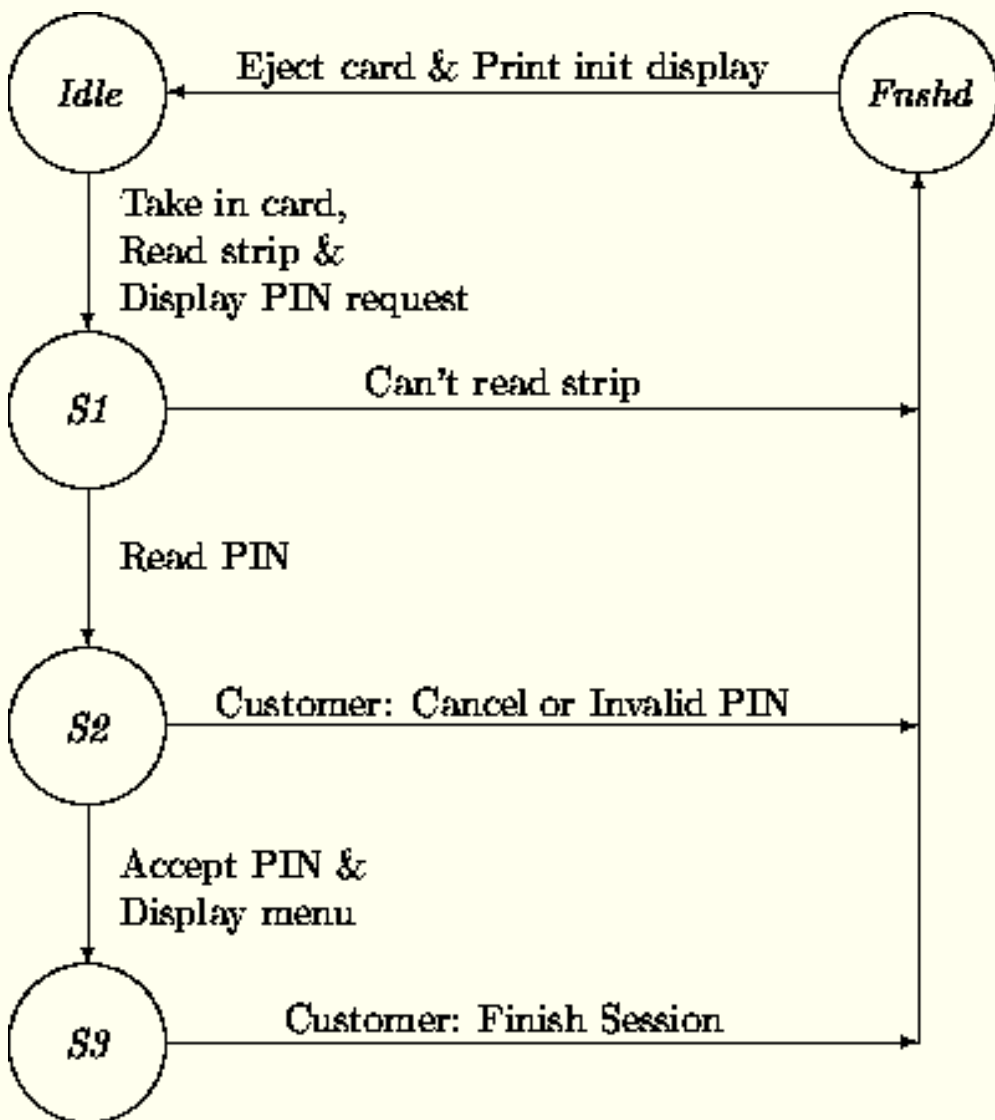 Idle
Eject card & Print init display
Fnshd
Take in card,
Read strip &
Display PIN request
S1
Can't read strip
Read PIN
S2
Customer: Cancel or Invalid PIN
Accept PIN &
Display menu
S3
Customer: Finish Session